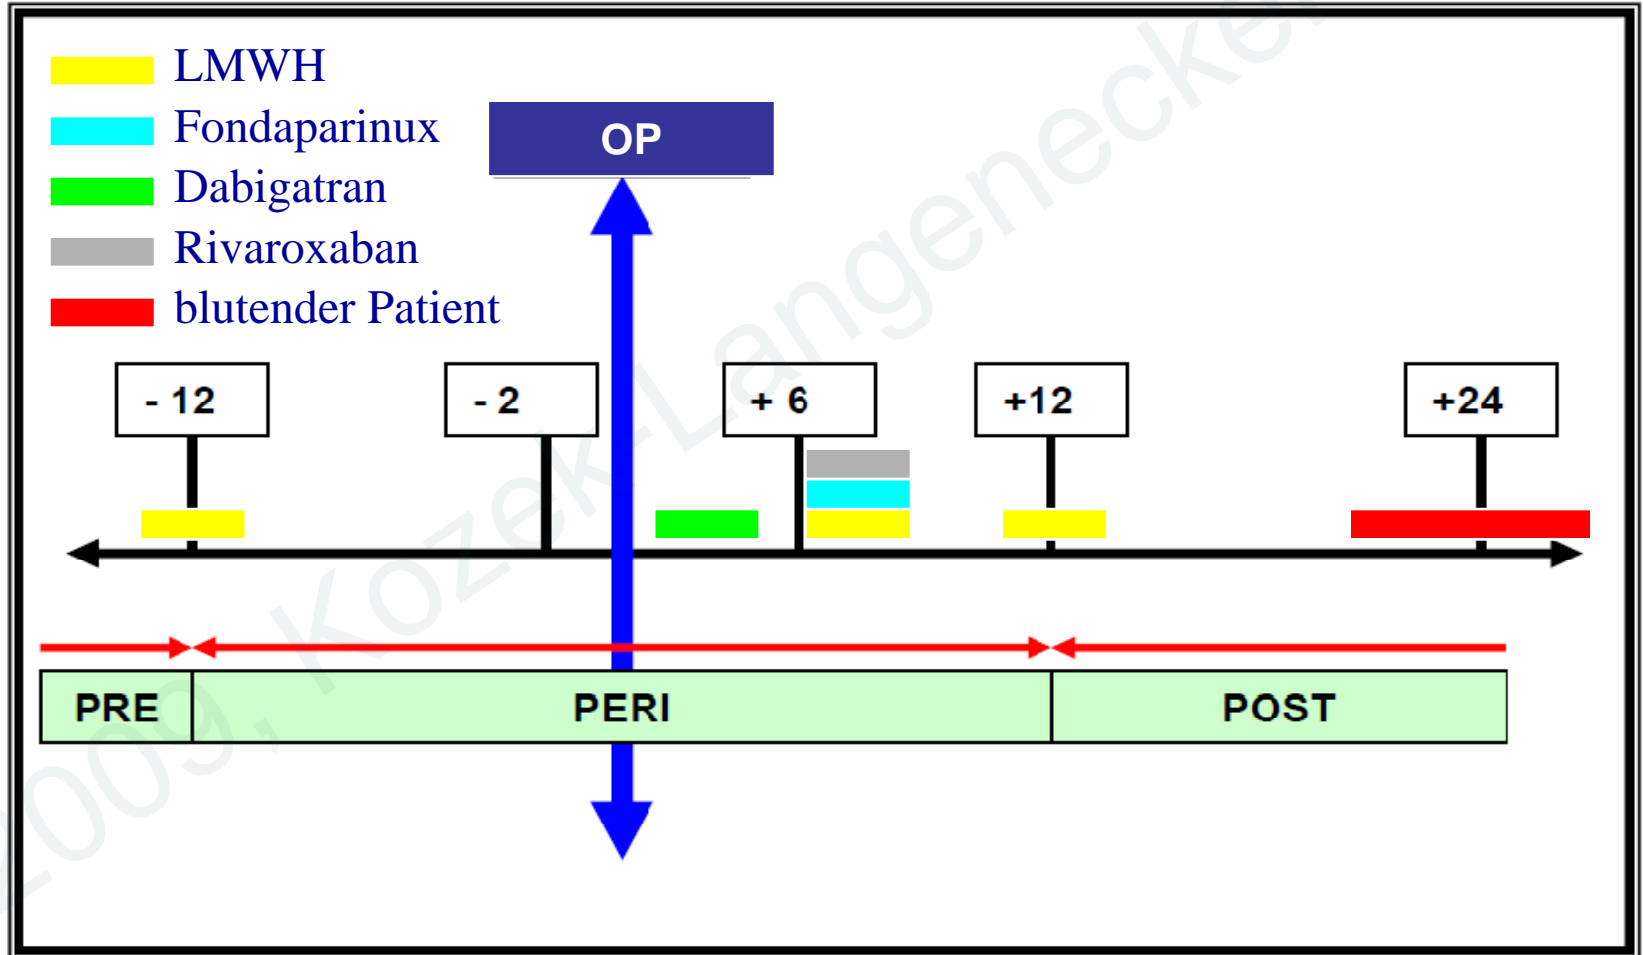 LMWH
Fondaparinux
Dabigatran
Rivaroxaban
blutender Patient
OP
- 12
- 2
+ 6
+12
+24
PRE
PERI
POST
2009, Kozek-Langenecker